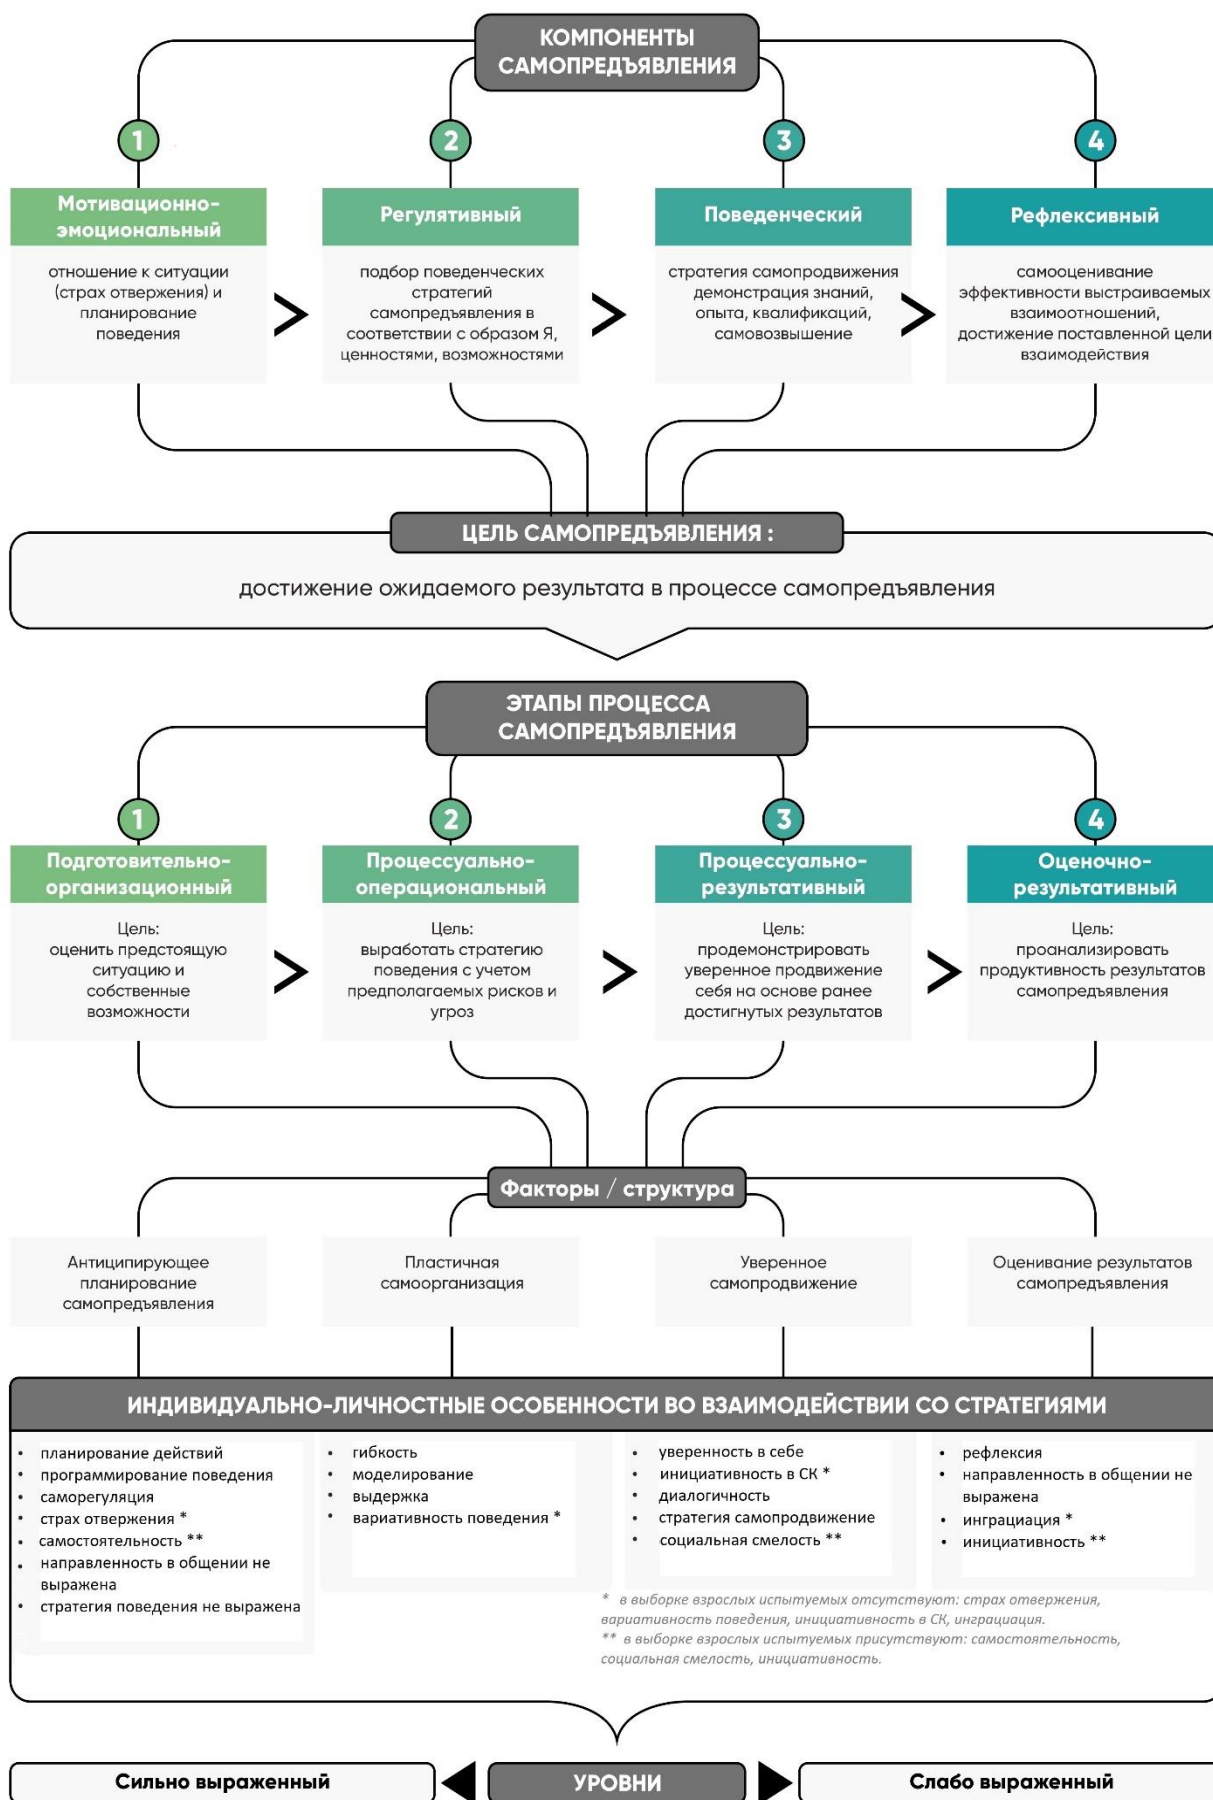 КОМПОНЕНТЫ
САМОПРЕДЪЯВЛЕНИЯ
1
Мотивационно-
эмоциональный
отношение к ситуации
(страх отвержения) и
планирование
поведения
>
2
Регулятивный
подбор поведенческих
стратегий
самопредъявления в
соответствии с образом Я,
ценностями, возможностями
>
3
Поведенческий
стратегия самопродвижения
демонстрация знаний,
опыта, квалификаций,
самовозвышение
>
4
Рефлексивный
самооценивание
эффективности выстраиваемых
взаимоотношений,
достижение поставленной цели
взаимодействия
ЦЕЛЬ САМОПРЕДЪЯВЛЕНИЯ :
достижение ожидаемого результата в процессе самопредъявления
ЭТАПЫ ПРОЦЕССА
САМОПРЕДЪЯВЛЕНИЯ
1
Подготовительно-
организационный
Цель:
оценить предстоящую
ситуацию и
собственные
возможности
>
2
Процессуально-
операциональный
Цель:
выработать стратегию
поведения с учетом
предполагаемых рисков и
угроз
>
3
Процессуально-
результативный
Цель:
продемонстрировать
уверенное продвижение
себя на основе ранее
достигнутых результатов
>
4
Оценочно-
результативный
Цель:
проанализировать
продуктивность результатов
самопредъявления
Факторы / структура
Антиципирующее
планирование
самопредъявления
Пластичная
самоорганизация
Уверенное
самопродвижение
Оценивание результатов
самопредъявления
ИНДИВИДУАЛЬНО-ЛИЧНОСТНЫЕ ОСОБЕННОСТИ ВО ВЗАИМОДЕЙСТВИИ СО СТРАТЕГИЯМИ
• планирование действий
• программирование поведения
• саморегуляция
• страх отвержения *
• самостоятельность **
• направленность в общении не
выражена
• стратегия поведения не выражена
• гибкость
• моделирование
• выдержка
• вариативность поведения *
• уверенность в себе
• инициативность в СК *
• диалогичность
• стратегия самопродвижение
• социальная смелость **
• рефлексия
• направленность в общении не
выражена
• инграциация *
• инициативность **
* в выборке взрослых испытуемых отсутствуют: страх отвержения,
вариативность поведения, инициативность в СК, инграциация.
** в выборке взрослых испытуемых присутствуют: самостоятельность,
социальная смелость, инициативность.
Сильно выраженный
УРОВНИ
Слабо выраженный